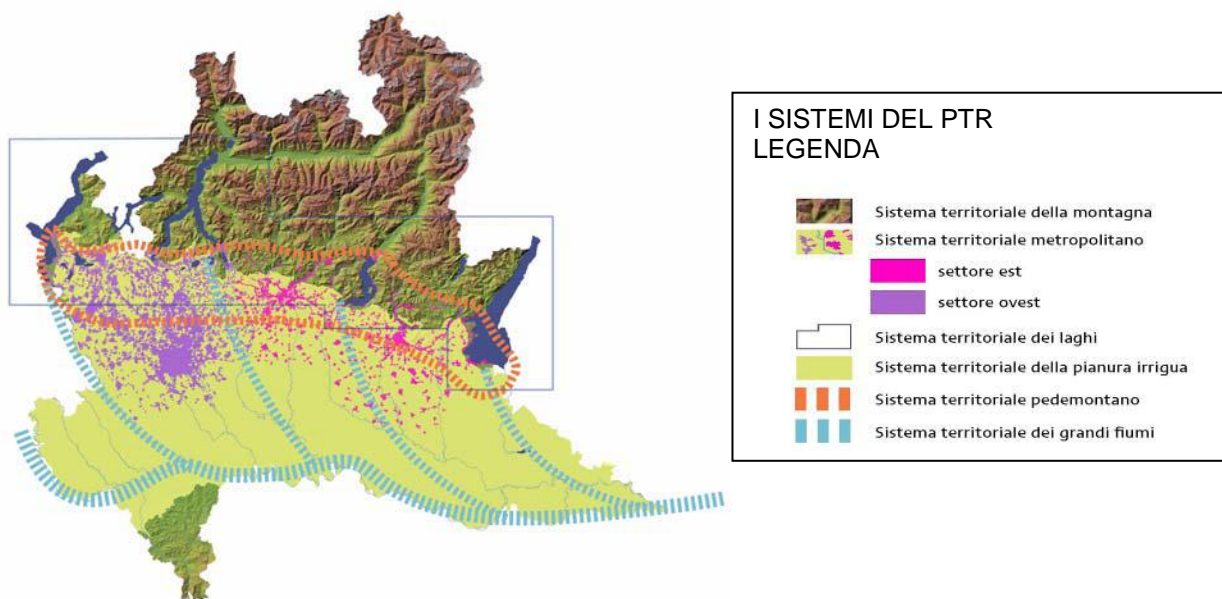 I SISTEMI DEL PTR
LEGENDA
Sistema territoriale della montagna
Sistema territoriale metropolitano
settore est
settore ovest
Sistema territoriale dei laghi
Sistema territoriale della pianura irrigua
Sistema territoriale pedemontano
Sistema territoriale dei grandi fiumi